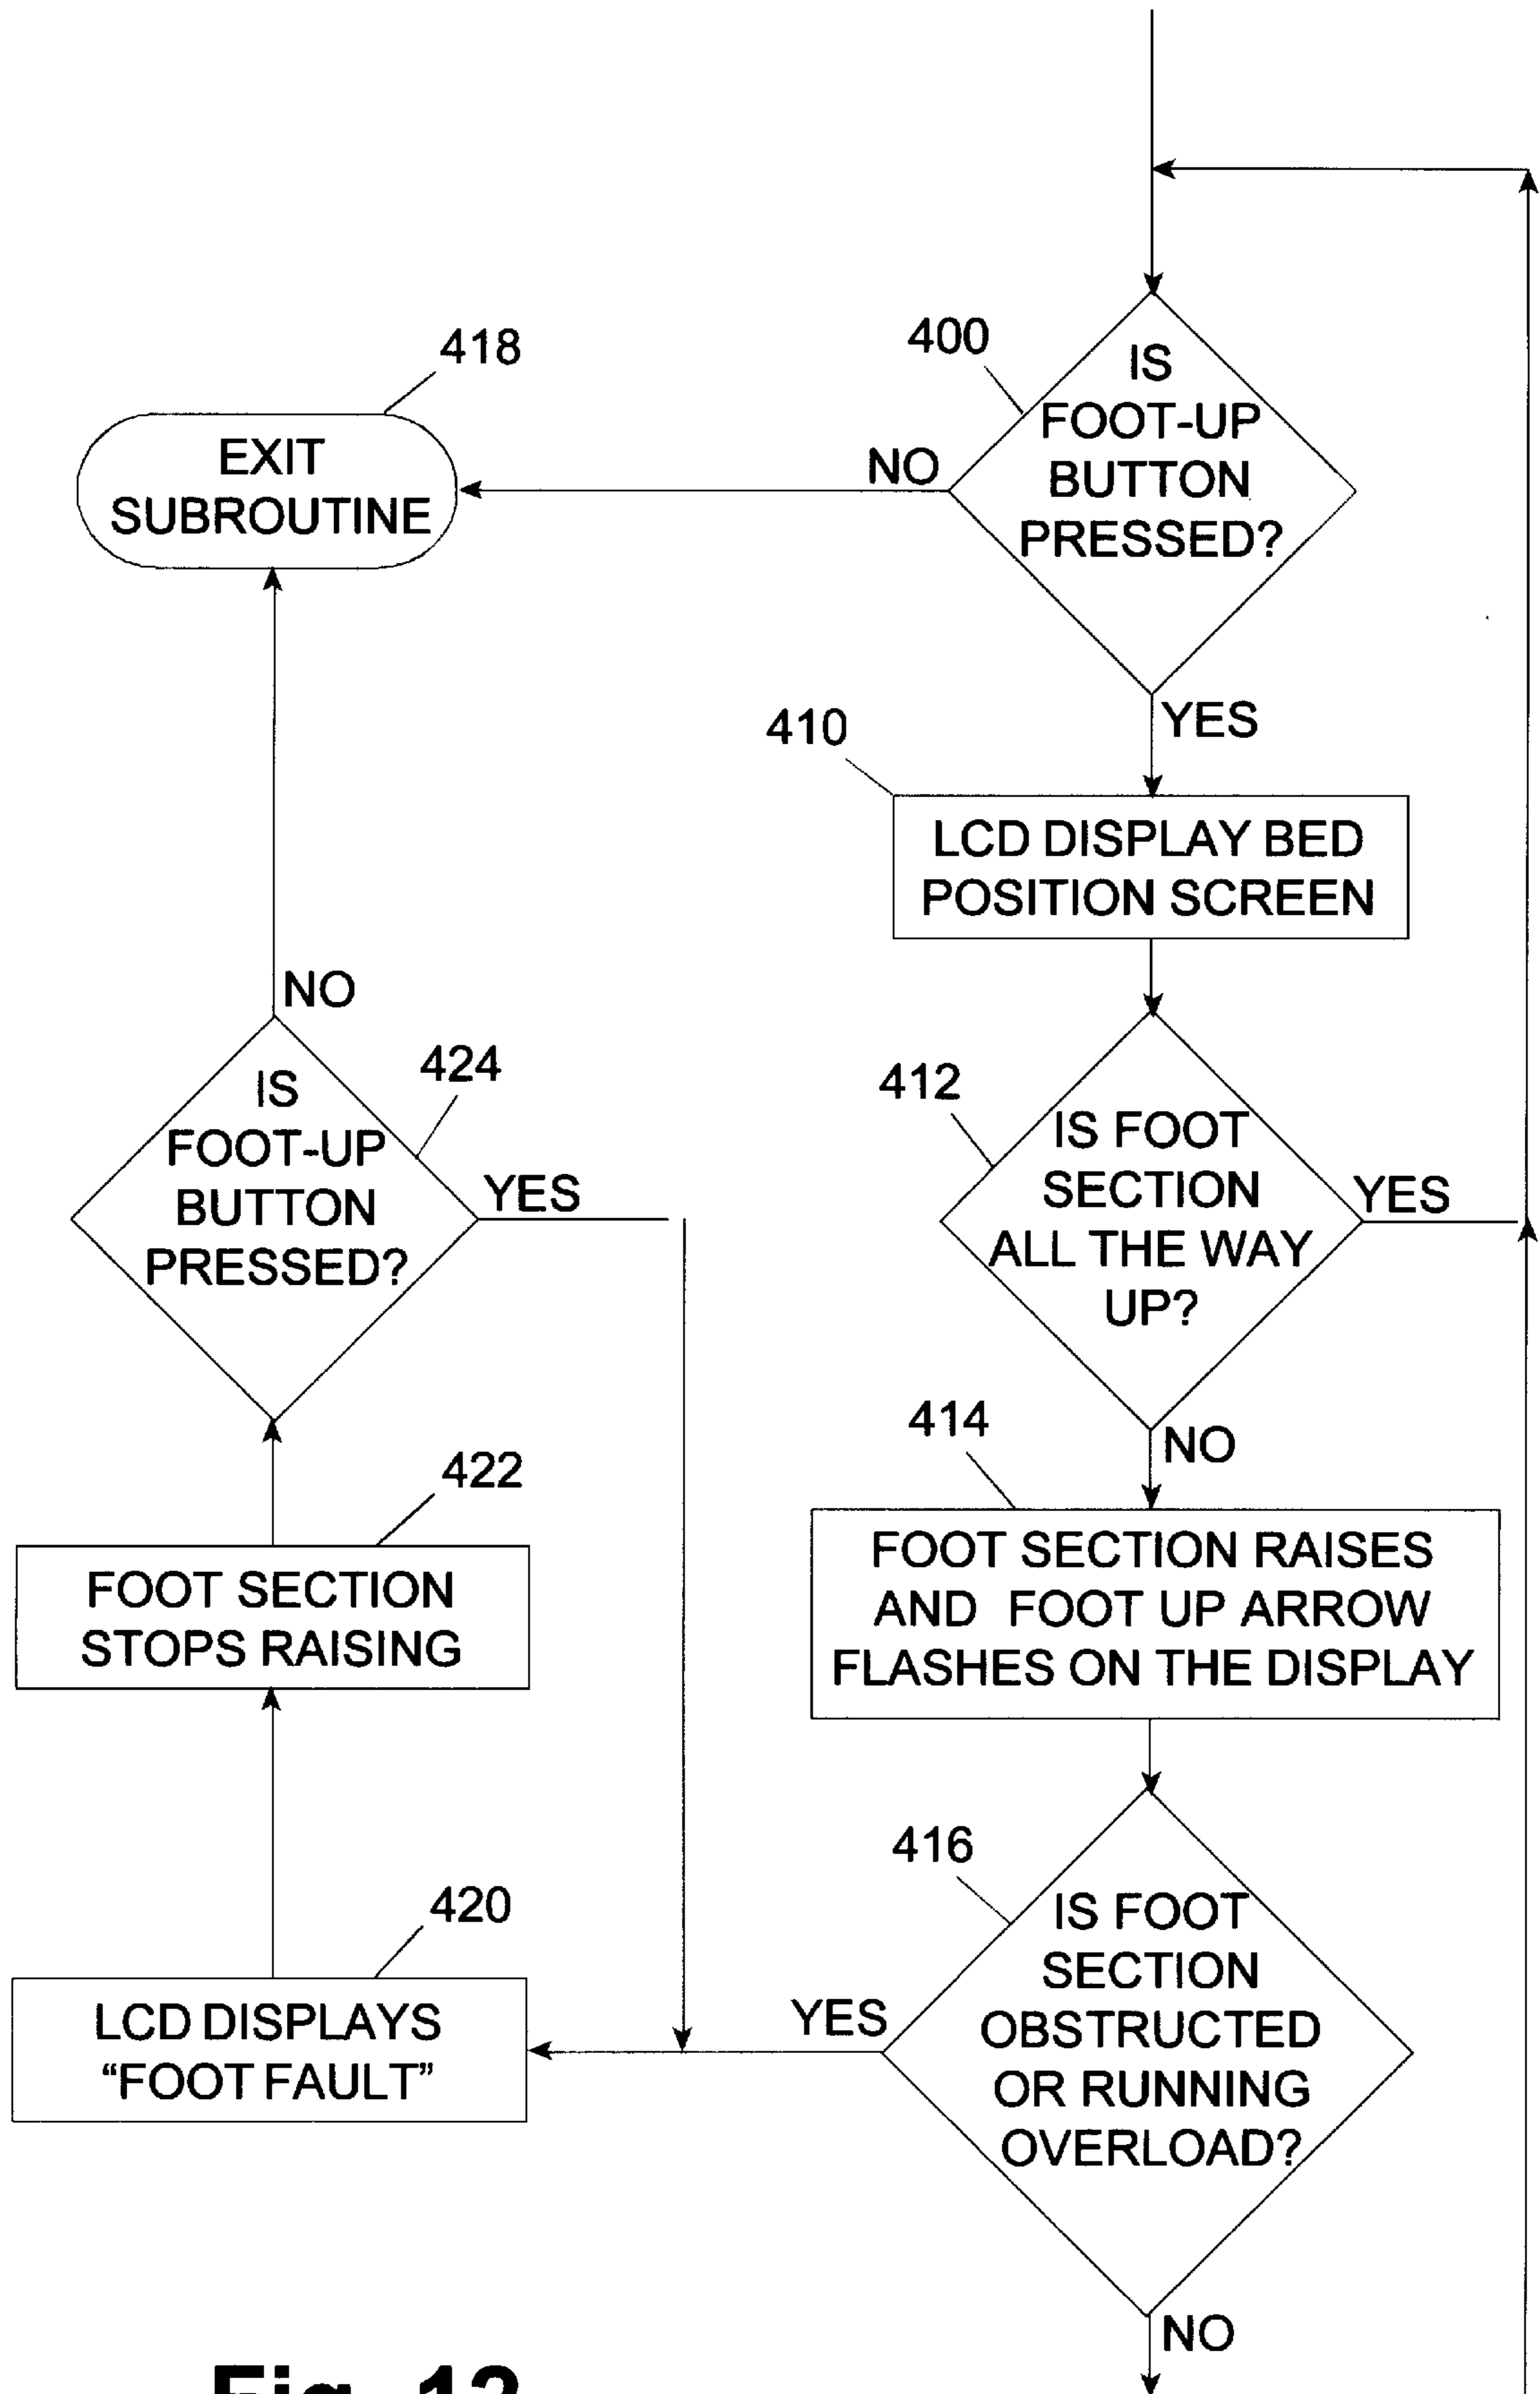 418
EXIT
SUBROUTINE
400
IS
FOOT-UP
BUTTON
PRESSED?
NO
YES
410
LCD DISPLAY BED
POSITION SCREEN
NO
424
IS
FOOT-UP
BUTTON
PRESSED?
YES
412
IS FOOT
SECTION
ALL THE WAY
UP?
YES
NO
414
FOOT SECTION RAISES
AND FOOT UP ARROW
FLASHES ON THE DISPLAY
422
FOOT SECTION
STOPS RAISING
416
IS FOOT
SECTION
OBSTRUCTED
OR RUNNING
OVERLOAD?
YES
420
LCD DISPLAYS
“FOOT FAULT”
NO
Fig. 12